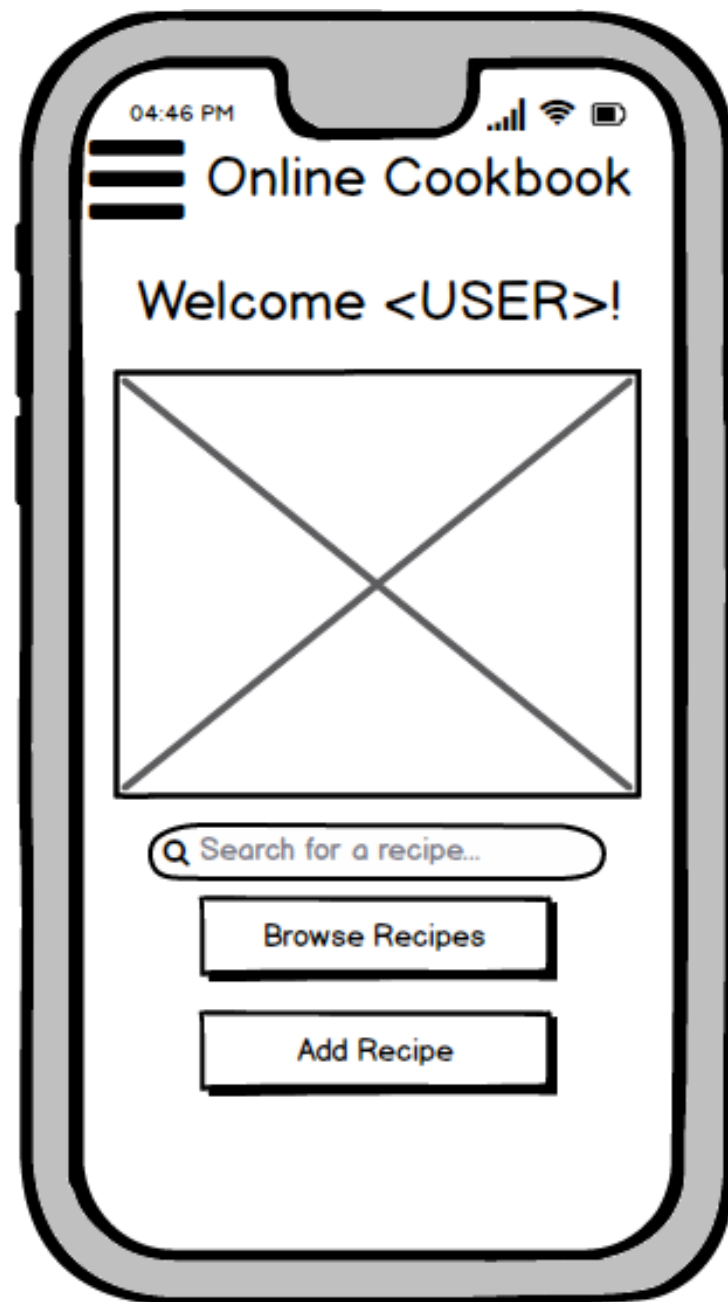 04:46 PM
Online Cookbook
Welcome <USER>!
Search for a recipe...
Browse Recipes
Add Recipe